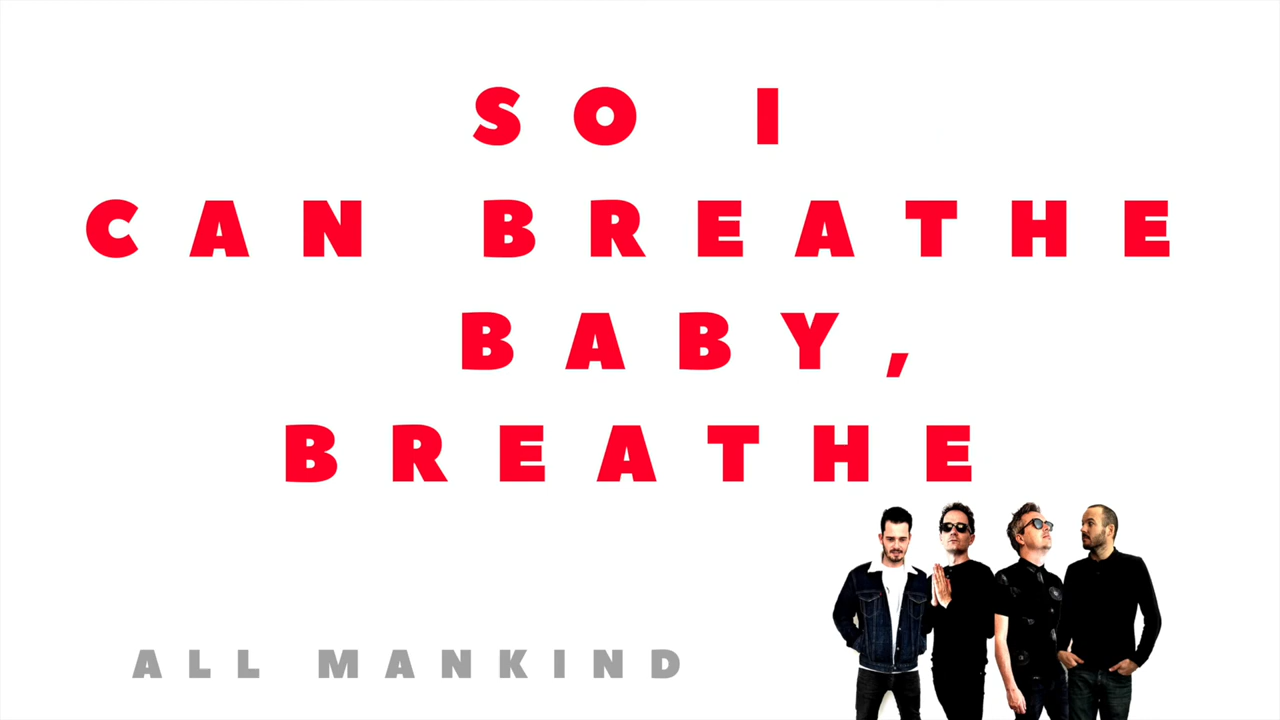 SO I
CAN BREATHE
BABY,
BREATHE
ALL MANKIND